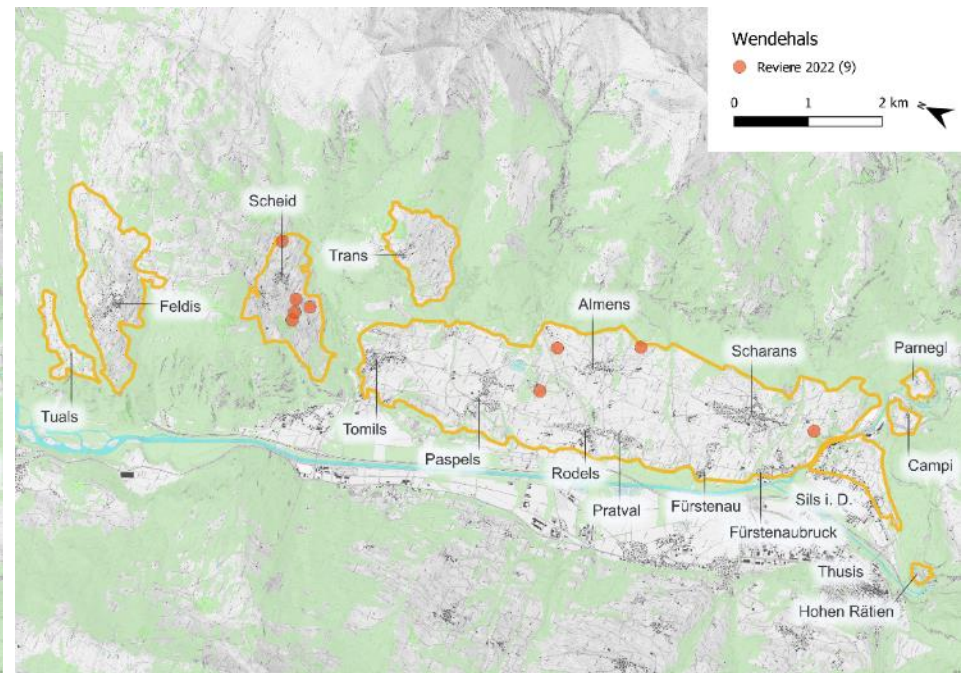 Wendehals
Reviere 2022 (9)
0 1 2 km
N
Scheid
Trans
Feldis
Almens
Scharans
Parnegl
Tuals
Tomils
Paspels
Rodels
Pratval
Fürstenau
Fürstenaubruck
Sils i. D.
Campi
Thusis
Hohen Rätien